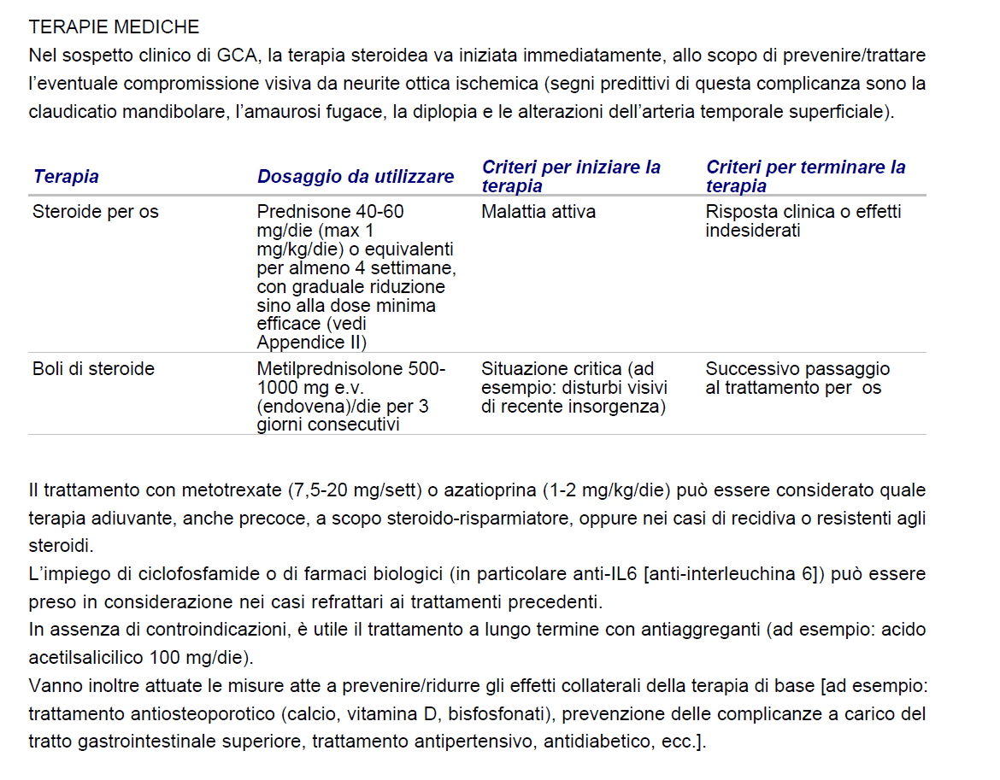 TERAPIE MEDICHE
Nel sospetto clinico di GCA, la terapia steroidea va iniziata immediatamente, allo scopo di prevenire/trattare
l'eventuale compromissione visiva da neurite ottica ischemica (segni predittivi di questa complicanza sono la
claudicatio mandibolare, l'amaurosi fugace, la diplopia e le alterazioni dell'arteria temporale superficiale).
Terapia
Dosaggio da utilizzare
Criteri per iniziare la
terapia
Criteri per terminare la
terapia
Steroide per os
Prednisone 40-60
mg/die (max 1
mg/kg/die) o equivalenti
per almeno 4 settimane,
con graduale riduzione
sino alla dose minima
efficace (vedi
Appendice II)
Malattia attiva
Risposta clinica o effetti
indesiderati
Boli di steroide
Metilprednisolone 500-
1000 mg e.v.
(endovena)/die per 3
giorni consecutivi
Situazione critica (ad
esempio: disturbi visivi
di recente insorgenza)
Successivo passaggio
al trattamento per os
Il trattamento con metotrexate (7,5-20 mg/sett) o azatioprina (1-2 mg/kg/die) può essere considerato quale
terapia adiuvante, anche precoce, a scopo steroido-risparmiatore, oppure nei casi di recidiva o resistenti agli
steroidi.
L'impiego di ciclofosfamide o di farmaci biologici (in particolare anti-IL6 [anti-interleuchina 6]) può essere
preso in considerazione nei casi refrattari ai trattamenti precedenti.
In assenza di controindicazioni, è utile il trattamento a lungo termine con antiaggreganti (ad esempio: acido
acetilsalicilico 100 mg/die).
Vanno inoltre attuate le misure atte a prevenire/ridurre gli effetti collaterali della terapia di base [ad esempio:
trattamento antiosteoporotico (calcio, vitamina D, bisfosfonati), prevenzione delle complicanze a carico del
tratto gastrointestinale superiore, trattamento antipertensivo, antidiabetico, ecc.].